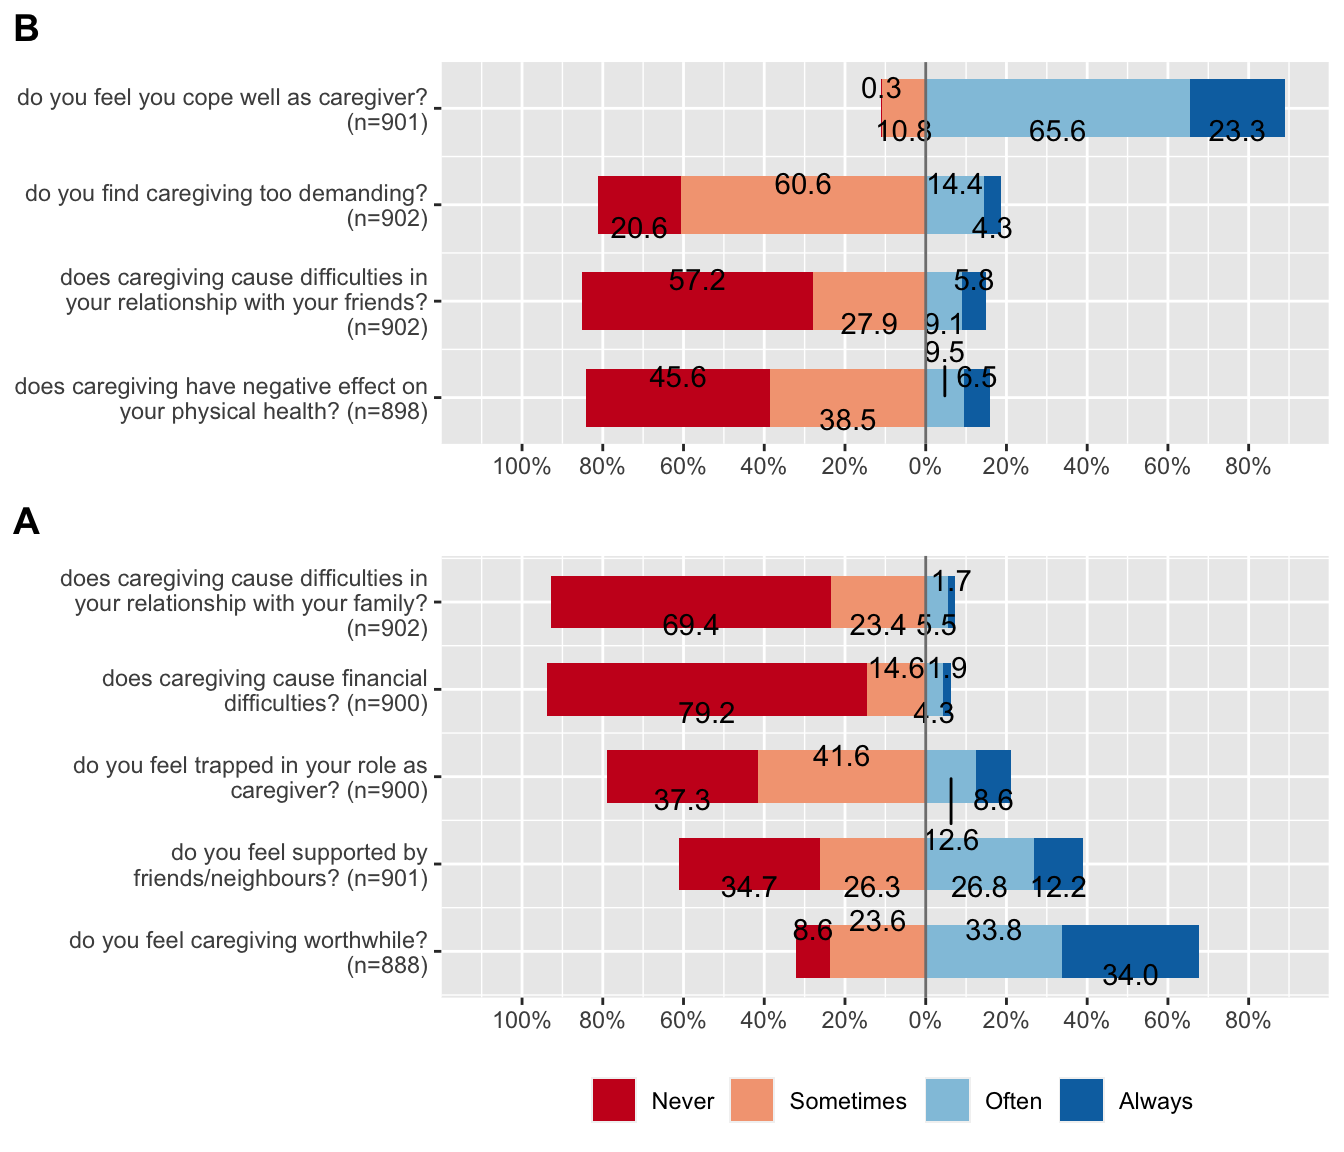 B
do you feel you cope well as caregiver?
(n=901)
0.3
10.8 65.6 23.3
do you find caregiving too demanding?
(n=902)
60.6 14.4
20.6 4.3
does caregiving cause difficulties in
your relationship with your friends?
(n=902)
57.2 5.8
27.9 9.1
does caregiving have negative effect on
your physical health? (n=898)
9.5
45.6 6.5
38.5
100% 80% 60% 40% 20% 0% 20% 40% 60% 80%
A
does caregiving cause difficulties in
your relationship with your family?
(n=902)
1.7
69.4 23.4 5.5
does caregiving cause financial
difficulties? (n=900)
14.6 1.9
79.2 4.3
do you feel trapped in your role as
caregiver? (n=900)
41.6
37.3 8.6
12.6
do you feel supported by
friends/neighbours? (n=901)
34.7 26.3 26.8 12.2
do you feel caregiving worthwhile?
(n=888)
8.6 23.6 33.8
34.0
100% 80% 60% 40% 20% 0% 20% 40% 60% 80%
Never Sometimes Often Always